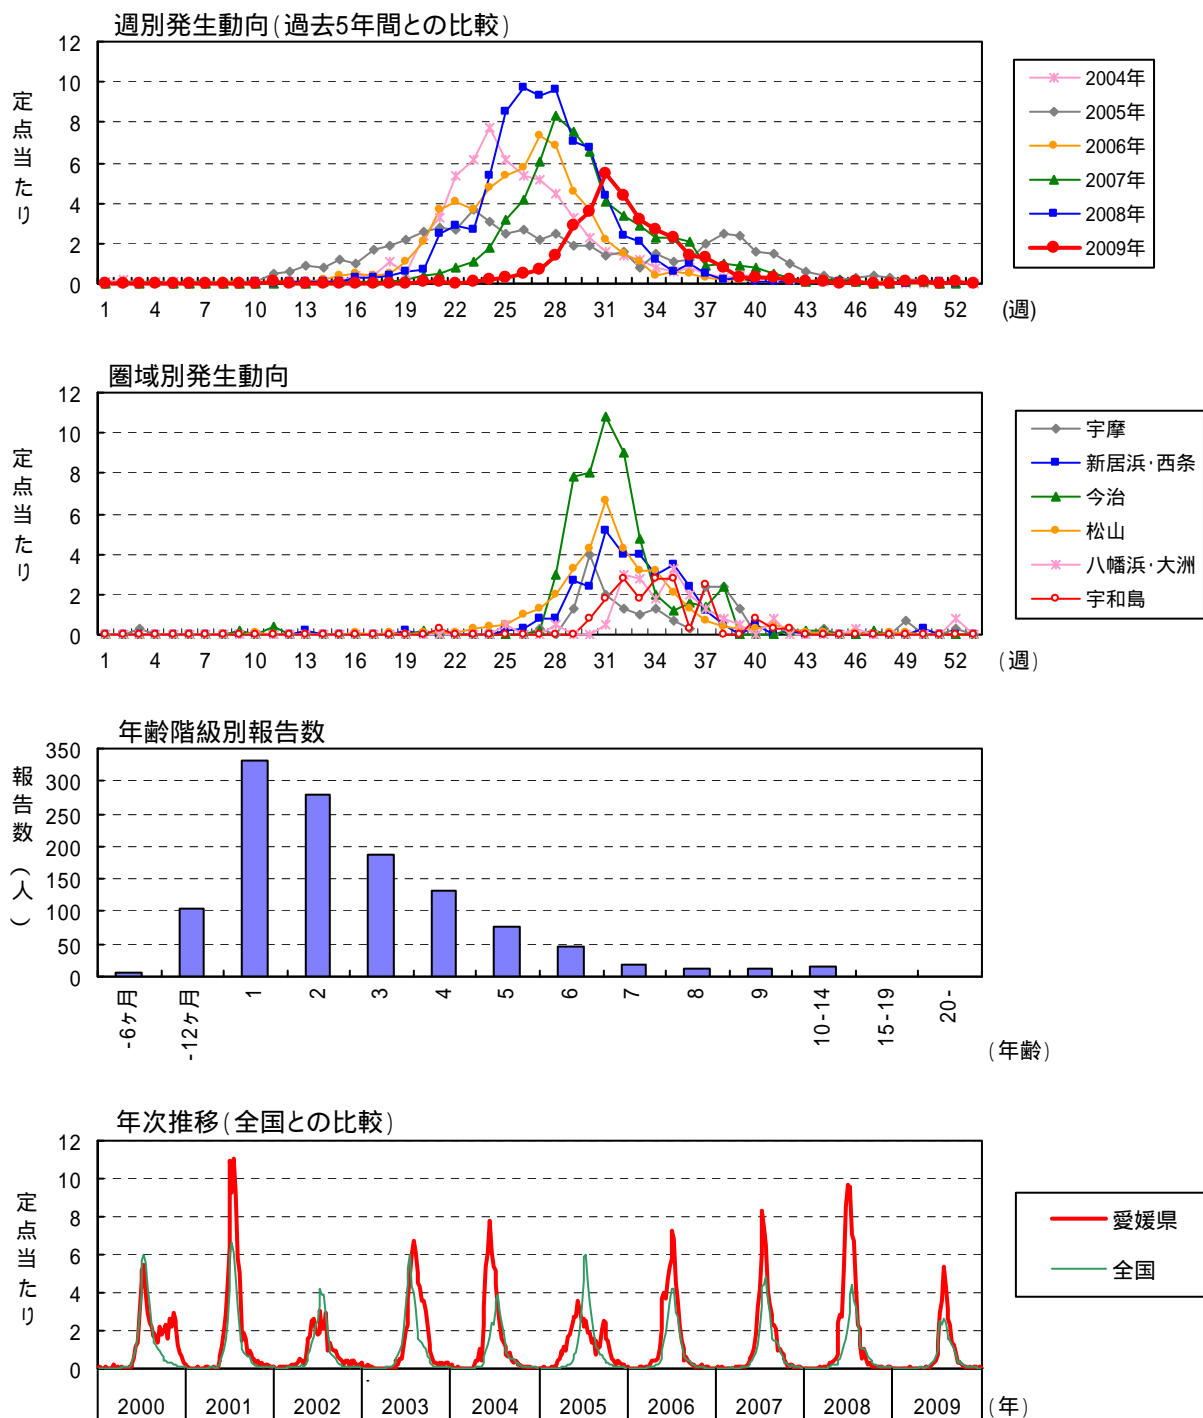 週別発生動向(過去5年間との比較)
12
10
8
6
4
2
0
定点当たり
1 4 7 10 13 16 19 22 25 28 31 34 37 40 43 46 49 52 (週)
2004年
2005年
2006年
2007年
2008年
2009年
圏域別発生動向
12
10
8
6
4
2
0
定点当たり
1 4 7 10 13 16 19 22 25 28 31 34 37 40 43 46 49 52 (週)
宇摩
新居浜・西条
今治
松山
八幡浜・大洲
宇和島
年齢階級別報告数
350
300
250
200
150
100
50
0
報告数(人)
-6ヶ月 -12ヶ月 1 2 3 4 5 6 7 8 9 10-14 15-19 20-
(年齢)
年次推移(全国との比較)
12
10
8
6
4
2
0
定点当たり
2000 2001 2002 2003 2004 2005 2006 2007 2008 2009 (年)
愛媛県
全国